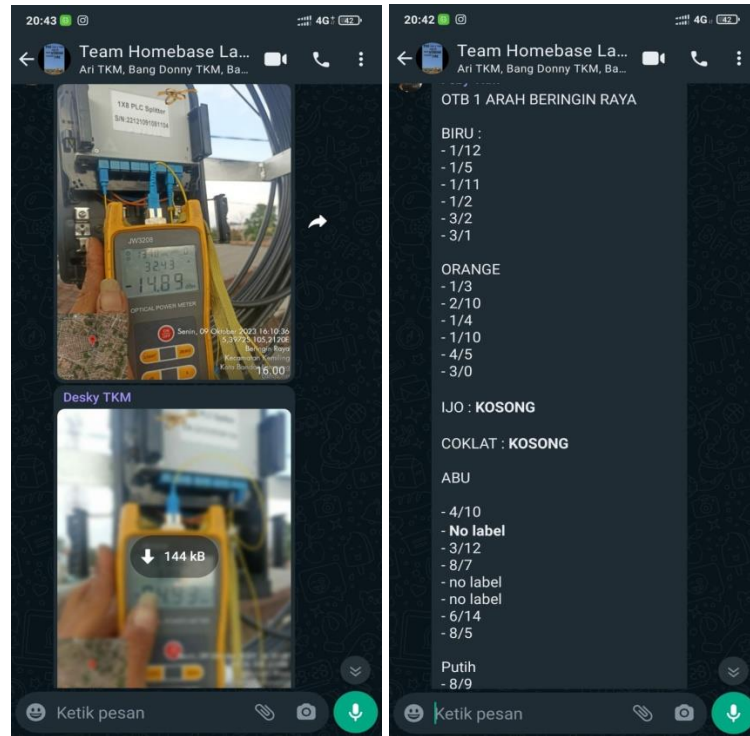 20:43
4G
42
Team Homebase La...
Ari TKM, Bang Donny TKM, Ba...
1X8 PLC Splitter
S/N:2212109109110
JW3208
-14.89
OPTICAL POWER METER
Senin, 09 Oktober 2023 16:10:36
Beringin Raya
16.00
Desky TKM
144 kB
Ketik pesan
20:42
4G
42
Team Homebase La...
Ari TKM, Bang Donny TKM, Ba...
OTB 1 ARAH BERINGIN RAYA
BIRU :
- 1/12
- 1/5
- 1/11
- 1/2
- 3/2
- 3/1
ORANGE
- 1/3
- 2/10
- 1/4
- 1/10
- 4/5
- 3/0
IJO : KOSONG
COKLAT : KOSONG
ABU
- 4/10
- No label
- 3/12
- 8/7
- no label
- no label
- 6/14
- 8/5
Putih
- 8/9
Ketik pesan